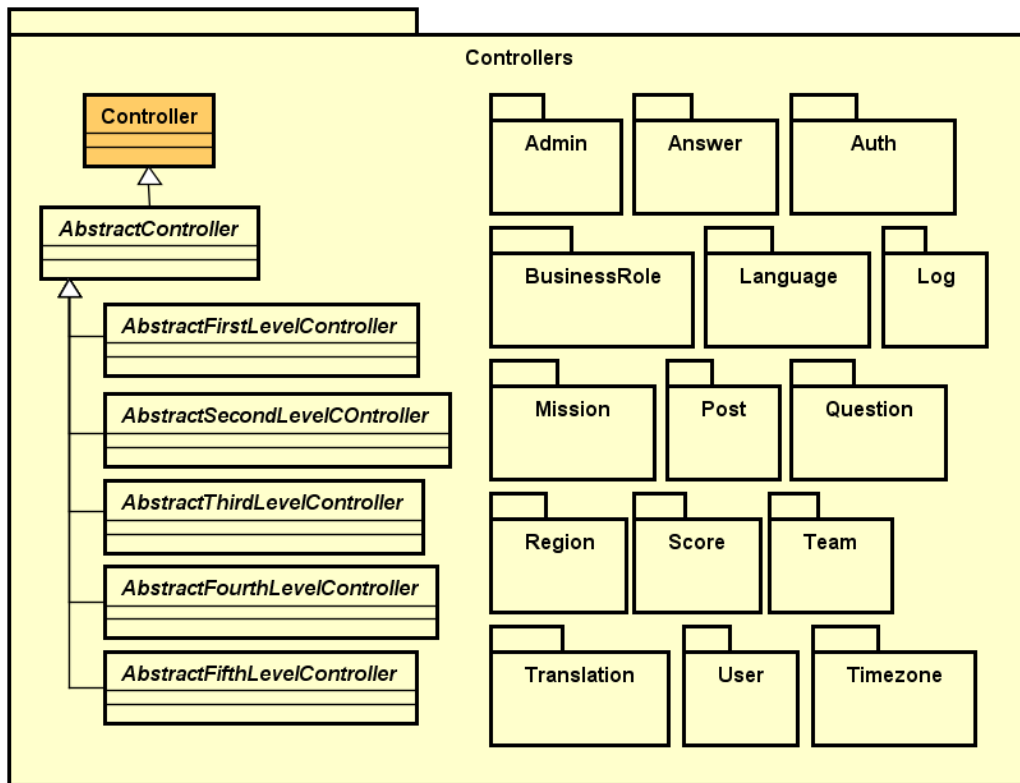 Controllers
Controller
AbstractController
AbstractFirstLevelController
AbstractSecondLevelCOntroller
AbstractThirdLevelController
AbstractFourthLevelController
AbstractFifthLevelController
Admin
Answer
Auth
BusinessRole
Language
Log
Mission
Post
Question
Region
Score
Team
Translation
User
Timezone